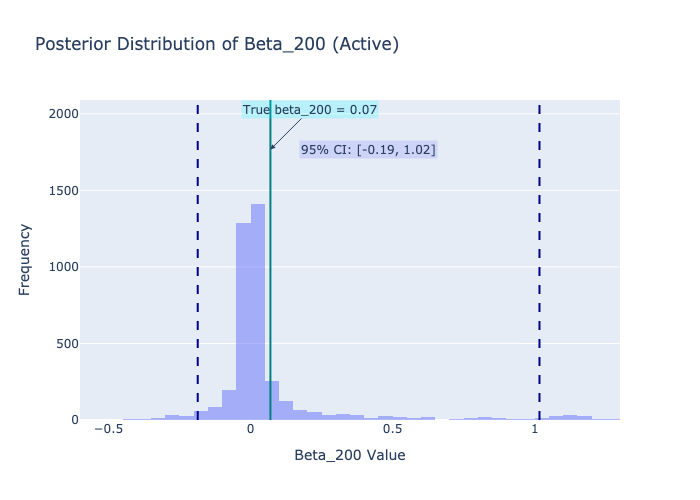 Posterior Distribution of Beta_200 (Active)
True beta_200 = 0.07
95% CI: [-0.19, 1.02]
2000
1500
1000
500
0
Frequency
−0.5
0
0.5
1
Beta_200 Value